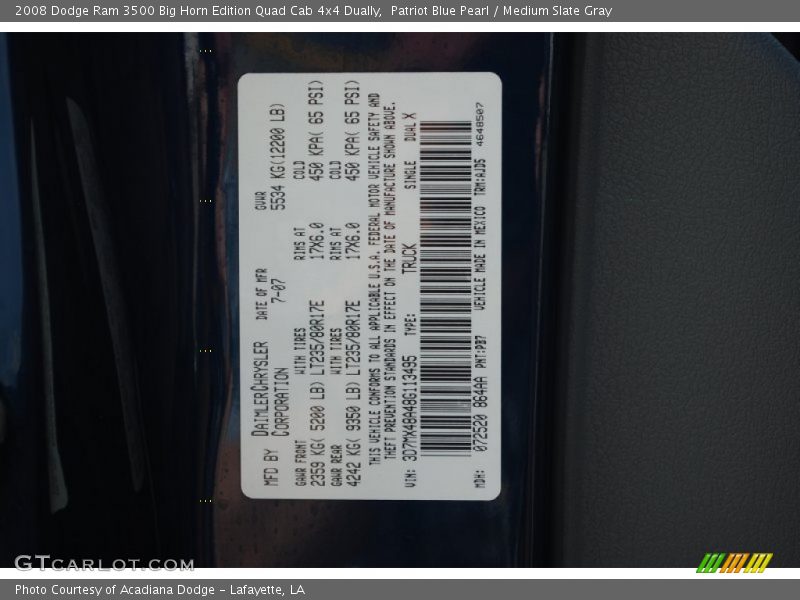 2008 Dodge Ram 3500 Big Horn Edition Quad Cab 4x4 Dually,  Patriot Blue Pearl / Medium Slate Gray
MFD BY DAIMLERCHRYSLER CORPORATION DATE OF MFR 7-07 GVWR 5534 KG(12200 LB)
GAWR FRONT WITH TIRES RIMS AT COLD
2359 KG( 5200 LB) LT235/80R17E 17X6.0 450 KPA( 65 PSI)
GAWR REAR WITH TIRES RIMS AT COLD
4242 KG( 9350 LB) LT235/80R17E 17X6.0 450 KPA( 65 PSI)
THIS VEHICLE CONFORMS TO ALL APPLICABLE U.S.A. FEDERAL MOTOR VEHICLE SAFETY AND
THEFT PREVENTION STANDARDS IN EFFECT ON THE DATE OF MANUFACTURE SHOWN ABOVE.
VIN: 3D7MX48A48G113495 TYPE: TRUCK SINGLE DUAL X
MDH: 072520 B64AA PNT:PB7 VEHICLE MADE IN MEXICO TRM:AJD5 4648507
GTcarlot.com
Photo Courtesy of Acadiana Dodge - Lafayette, LA